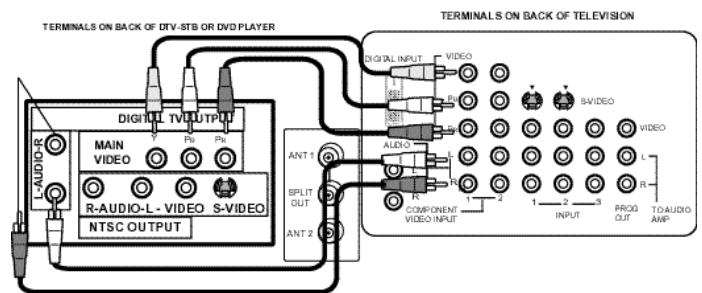 TERMINALS ON BACK OF DTV-STB OR DVD PLAYER
TERMINALS ON BACK OF TELEVISION
DIGITAL INPUT
VIDEO
S-VIDEO
VIDEO
AUDIO
L
R
L
R
L
R
1 2
COMPONENT
VIDEO INPUT
1 2 3
INPUT
PROG
OUT
TO AUDIO
AMP
L-AUDIO-R
DIGITAL TV OUTPUT
Y PB PR
MAIN
VIDEO
R-AUDIO-L - VIDEO S-VIDEO
NTSC OUTPUT
ANT 1
SPLIT
OUT
ANT 2